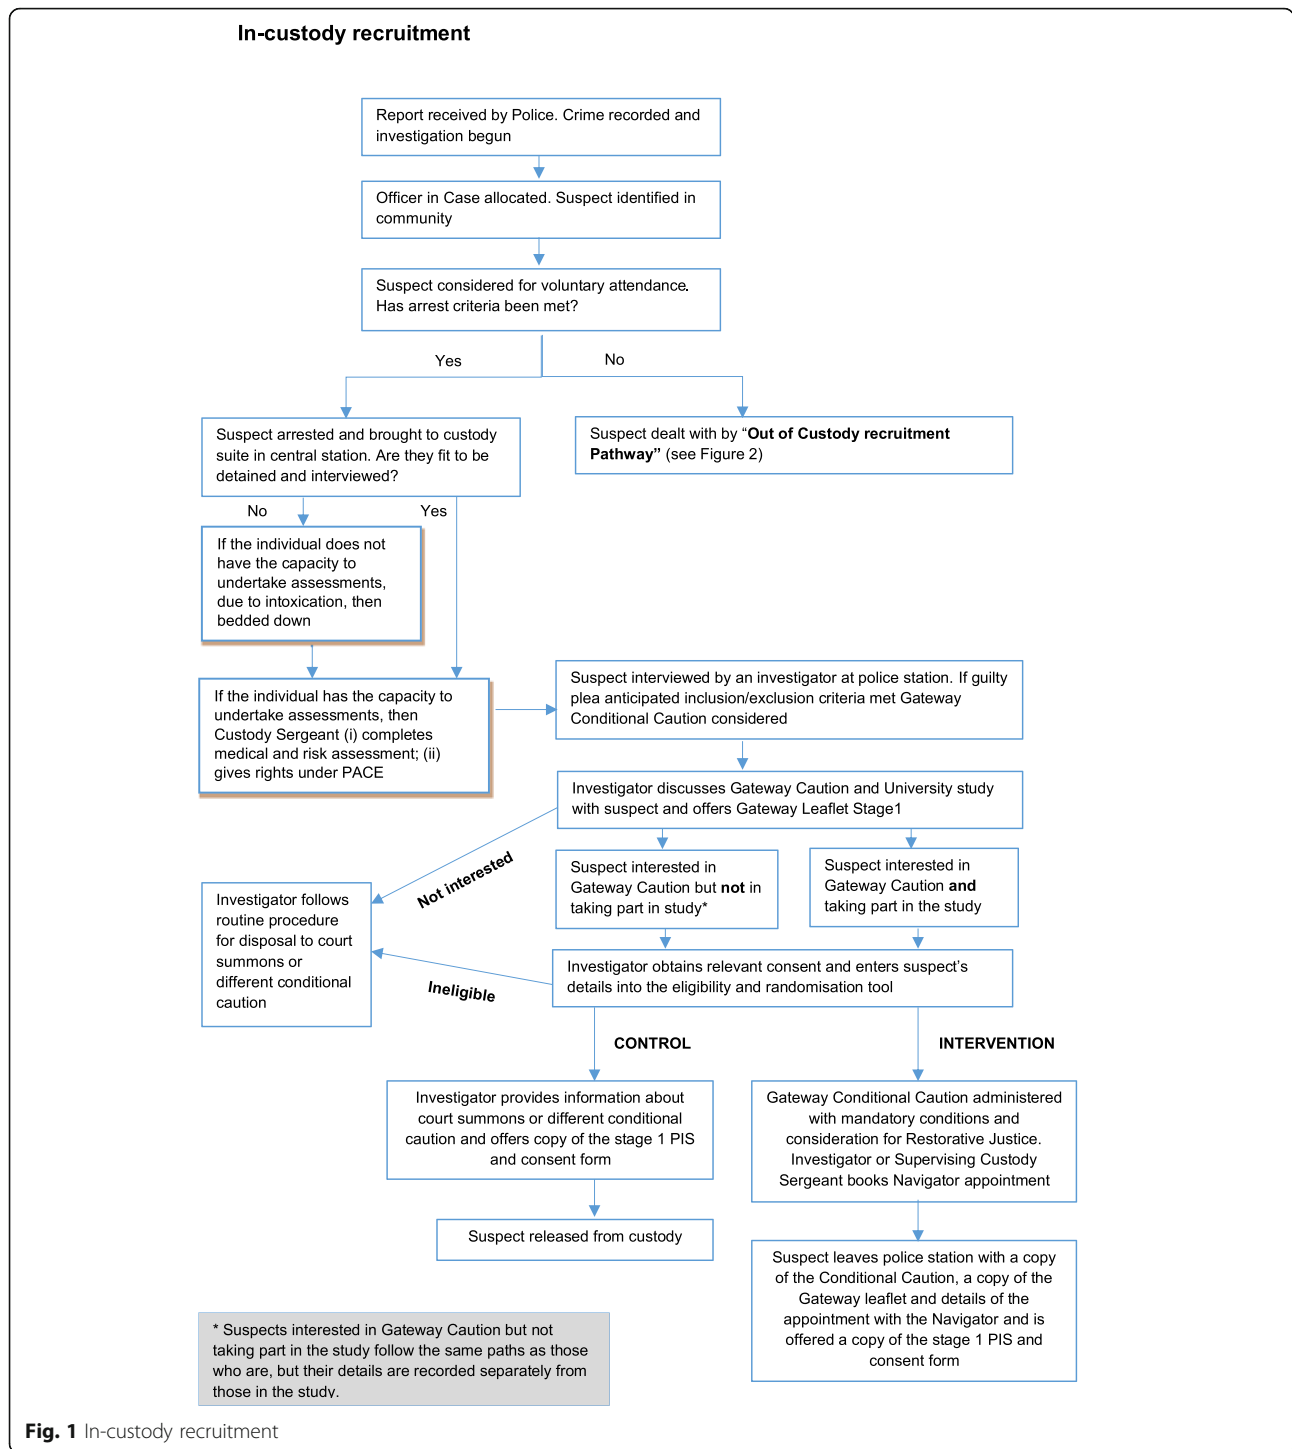 In-custody recruitment
Report received by Police. Crime recorded and
investigation begun
Officer in Case allocated. Suspect identified in
community
Suspect considered for voluntary attendance.
Has arrest criteria been met?
Yes
No
Suspect arrested and brought to custody
suite in central station. Are they fit to be
detained and interviewed?
Suspect dealt with by “Out of Custody recruitment
Pathway” (see Figure 2)
No
Yes
If the individual does not
have the capacity to
undertake assessments,
due to intoxication, then
bedded down
If the individual has the capacity to
undertake assessments, then
Custody Sergeant (i) completes
medical and risk assessment; (ii)
gives rights under PACE
Suspect interviewed by an investigator at police station. If guilty
plea anticipated inclusion/exclusion criteria met Gateway
Conditional Caution considered
Investigator discusses Gateway Caution and University study
with suspect and offers Gateway Leaflet Stage1
Not interested
Suspect interested in
Gateway Caution but not in
taking part in study*
Suspect interested in
Gateway Caution and
taking part in the study
Investigator follows
routine procedure
for disposal to court
summons or
different conditional
caution
Ineligible
Investigator obtains relevant consent and enters suspect’s
details into the eligibility and randomisation tool
CONTROL
INTERVENTION
Investigator provides information about
court summons or different conditional
caution and offers copy of the stage 1 PIS
and consent form
Gateway Conditional Caution administered
with mandatory conditions and
consideration for Restorative Justice.
Investigator or Supervising Custody
Sergeant books Navigator appointment
Suspect released from custody
Suspect leaves police station with a copy
of the Conditional Caution, a copy of the
Gateway leaflet and details of the
appointment with the Navigator and is
offered a copy of the stage 1 PIS and
consent form
* Suspects interested in Gateway Caution but not
taking part in the study follow the same paths as those
who are, but their details are recorded separately from
those in the study.
Fig. 1 In-custody recruitment